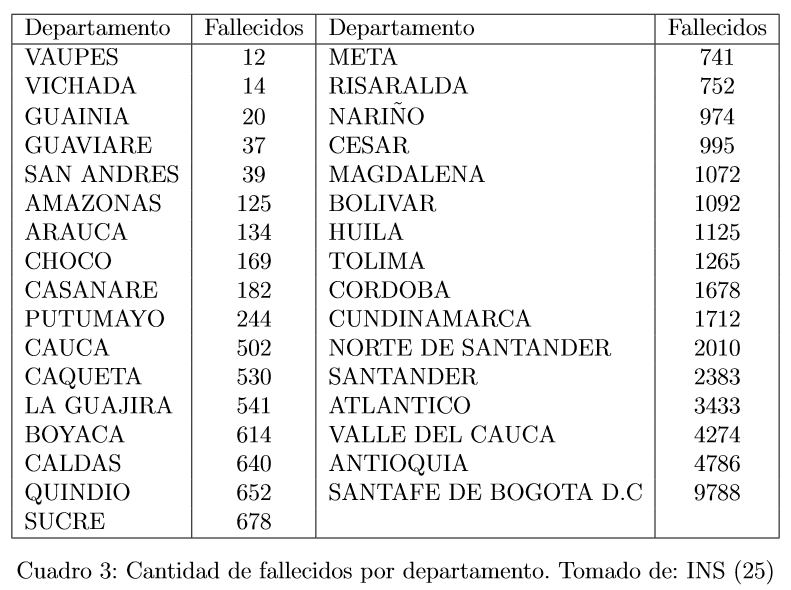 Departamento Fallecidos Departamento Fallecidos
VAUPES 12 META 741
VICHADA 14 RISARALDA 752
GUAINIA 20 NARIÑO 974
GUAVIARE 37 CESAR 995
SAN ANDRES 39 MAGDALENA 1072
AMAZONAS 125 BOLIVAR 1092
ARAUCA 134 HUILA 1125
CHOCO 169 TOLIMA 1265
CASANARE 182 CORDOBA 1678
PUTUMAYO 244 CUNDINAMARCA 1712
CAUCA 502 NORTE DE SANTANDER 2010
CAQUETA 530 SANTANDER 2383
LA GUAJIRA 541 ATLANTICO 3433
BOYACA 614 VALLE DEL CAUCA 4274
CALDAS 640 ANTIOQUIA 4786
QUINDIO 652 SANTAFE DE BOGOTA D.C 9788
SUCRE 678
Cuadro 3: Cantidad de fallecidos por departamento. Tomado de: INS (25)